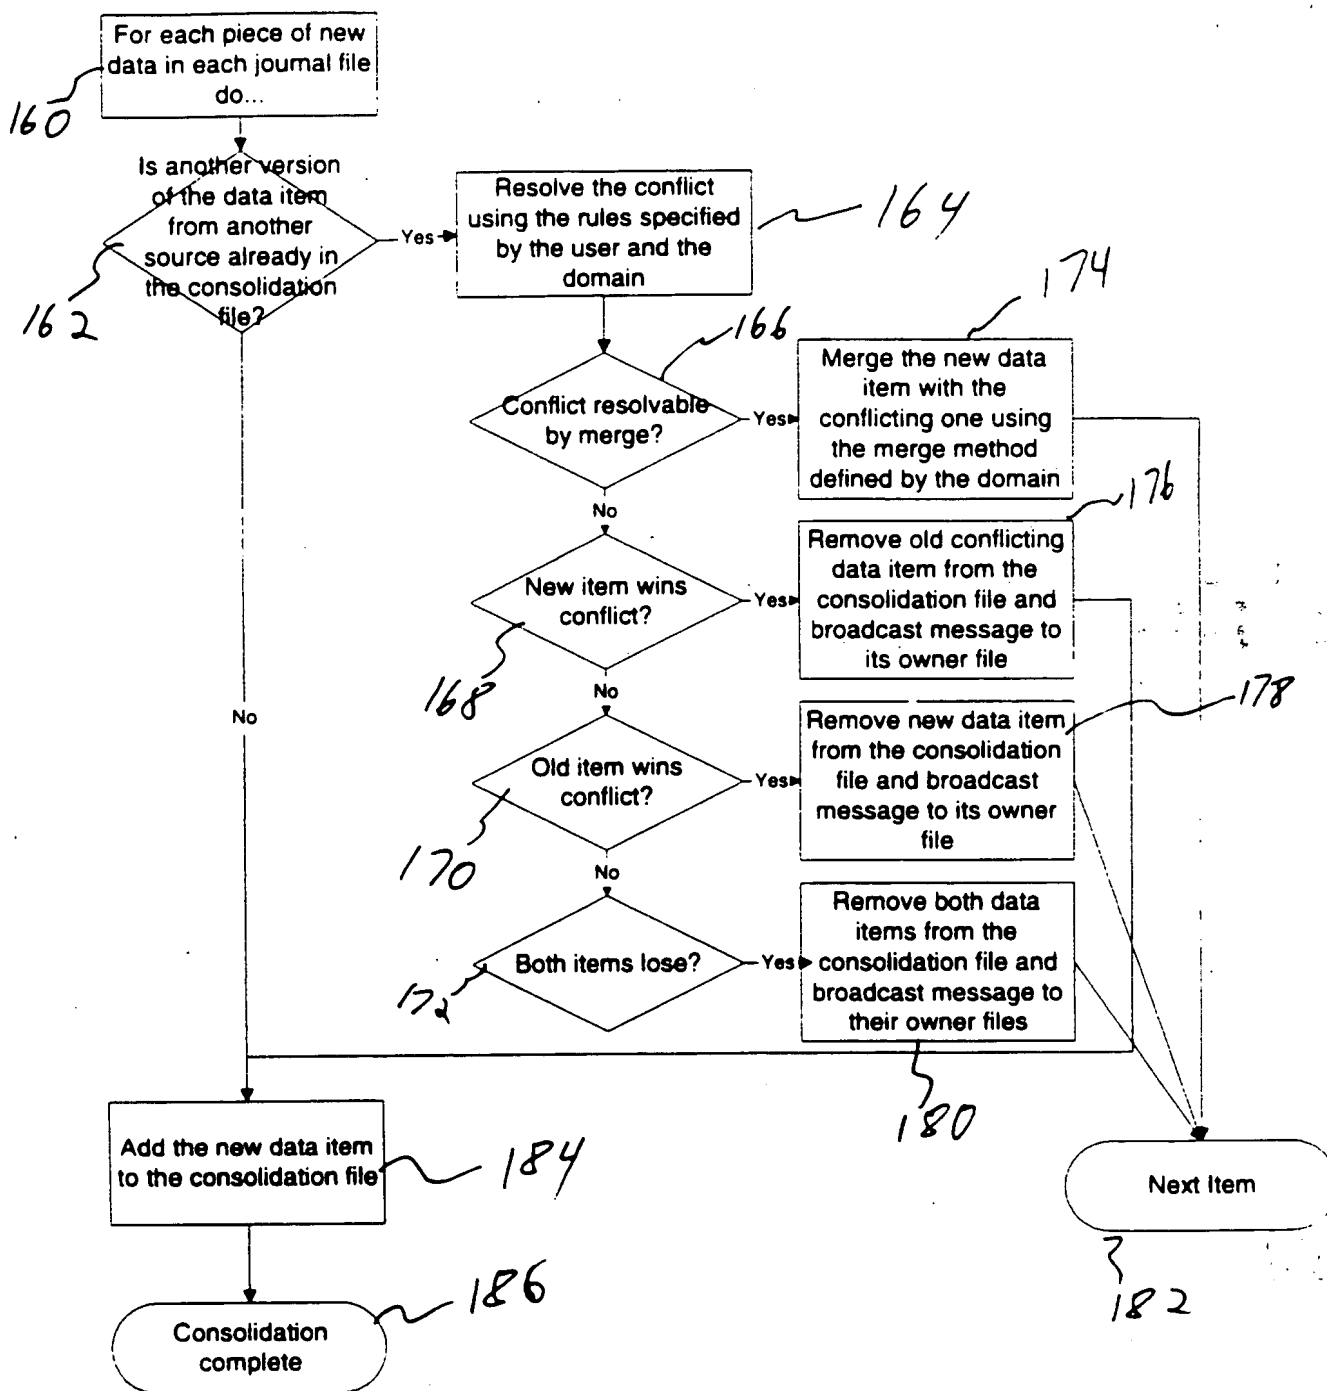 For each piece of new
data in each journal file
do...
160
Is another version
of the data item
from another
source already in
the consolidation
file?
162
Yes
Resolve the conflict
using the rules specified
by the user and the
domain
164
174
166
Conflict resolvable
by merge?
Yes
Merge the new data
item with the
conflicting one using
the merge method
defined by the domain
No
176
New item wins
conflict?
168
Yes
Remove old conflicting
data item from the
consolidation file and
broadcast message to
its owner file
No
No
178
Old item wins
conflict?
170
Yes
Remove new data item
from the consolidation
file and broadcast
message to its owner
file
No
Both items lose?
172
Yes
Remove both data
items from the
consolidation file and
broadcast message to
their owner files
180
Add the new data item
to the consolidation file
184
Next Item
182
186
Consolidation
complete